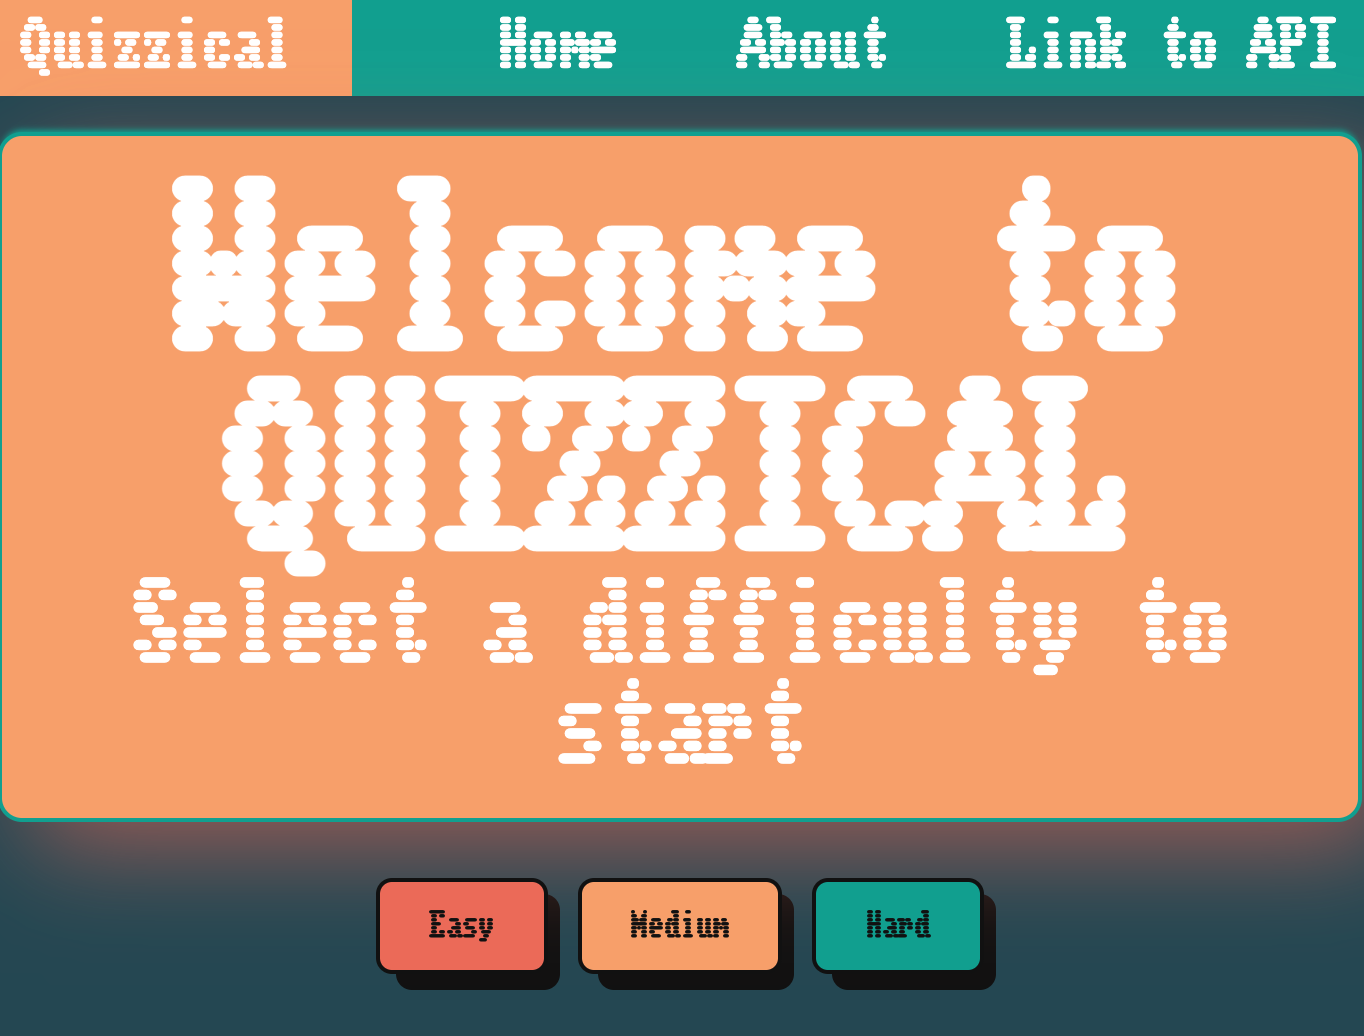 Quizzical Home About Link to API
Welcome to
QUIZZICAL
Select a difficulty to
start
Easy Medium Hard